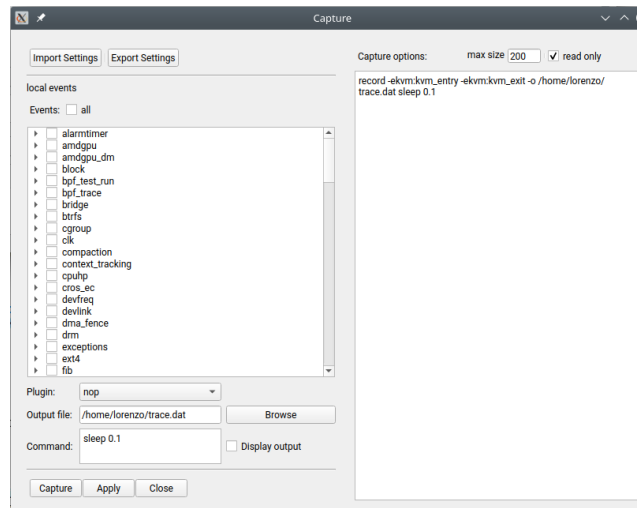 Capture
Import Settings Export Settings
local events
Events: all
alarmtimer
amdgpu
amdgpu_dm
block
bpf_test_run
bpf_trace
bridge
btrfs
cgroup
clk
compaction
context_tracking
cpuhp
cros_ec
devfreq
devlink
dma_fence
drm
exceptions
ext4
fib
Plugin: nop
Output file: /home/lorenzo/trace.dat Browse
Command: sleep 0.1 Display output
Capture Apply Close
Capture options: max size 200 read only
record -ekvm:kvm_entry -ekvm:kvm_exit -o /home/lorenzo/
trace.dat sleep 0.1